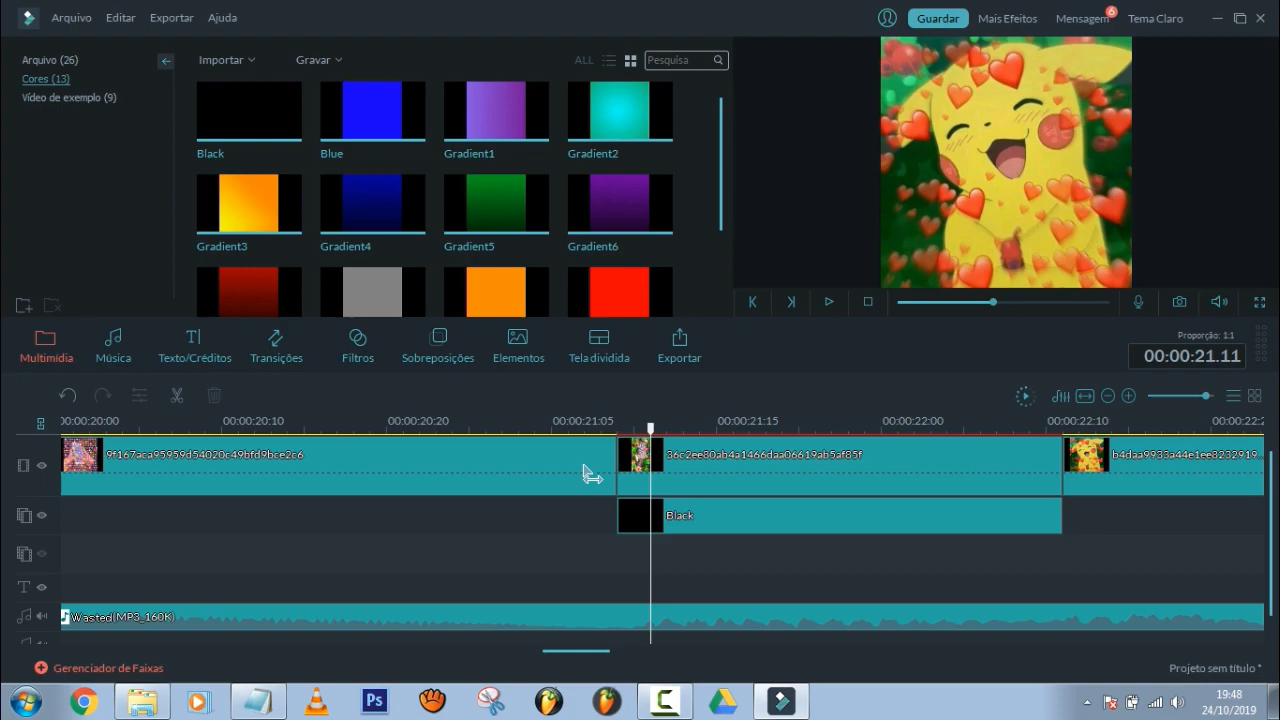 Arquivo Editar Exportar Ajuda
Guardar Mais Efeitos Mensagem 6 Tema Claro
Arquivo (26)
Cores (13)
Vídeo de exemplo (9)
Importar Gravar ALL Pesquisa
Black Blue Gradient1 Gradient2
Gradient3 Gradient4 Gradient5 Gradient6
Multimídia Música Texto/Créditos Transições Filtros Sobreposições Elementos Tela dividida Exportar
Proporção: 1:1
00:00:21.11
00:00:20:00 00:00:20:10 00:00:20:20 00:00:21:05 00:00:21:15 00:00:22:00 00:00:22:10 00:00:22:2
9f167aca95959d54020c49bfd9bce2c6 36c2ee80ab4a1466daa06619ab5af85f b4daa9933a44e1ee8232919...
Black
T
Wasted(MP3_160K)
Gerenciador de Faixas
Projeto sem título *
Ps
19:48
24/10/2019